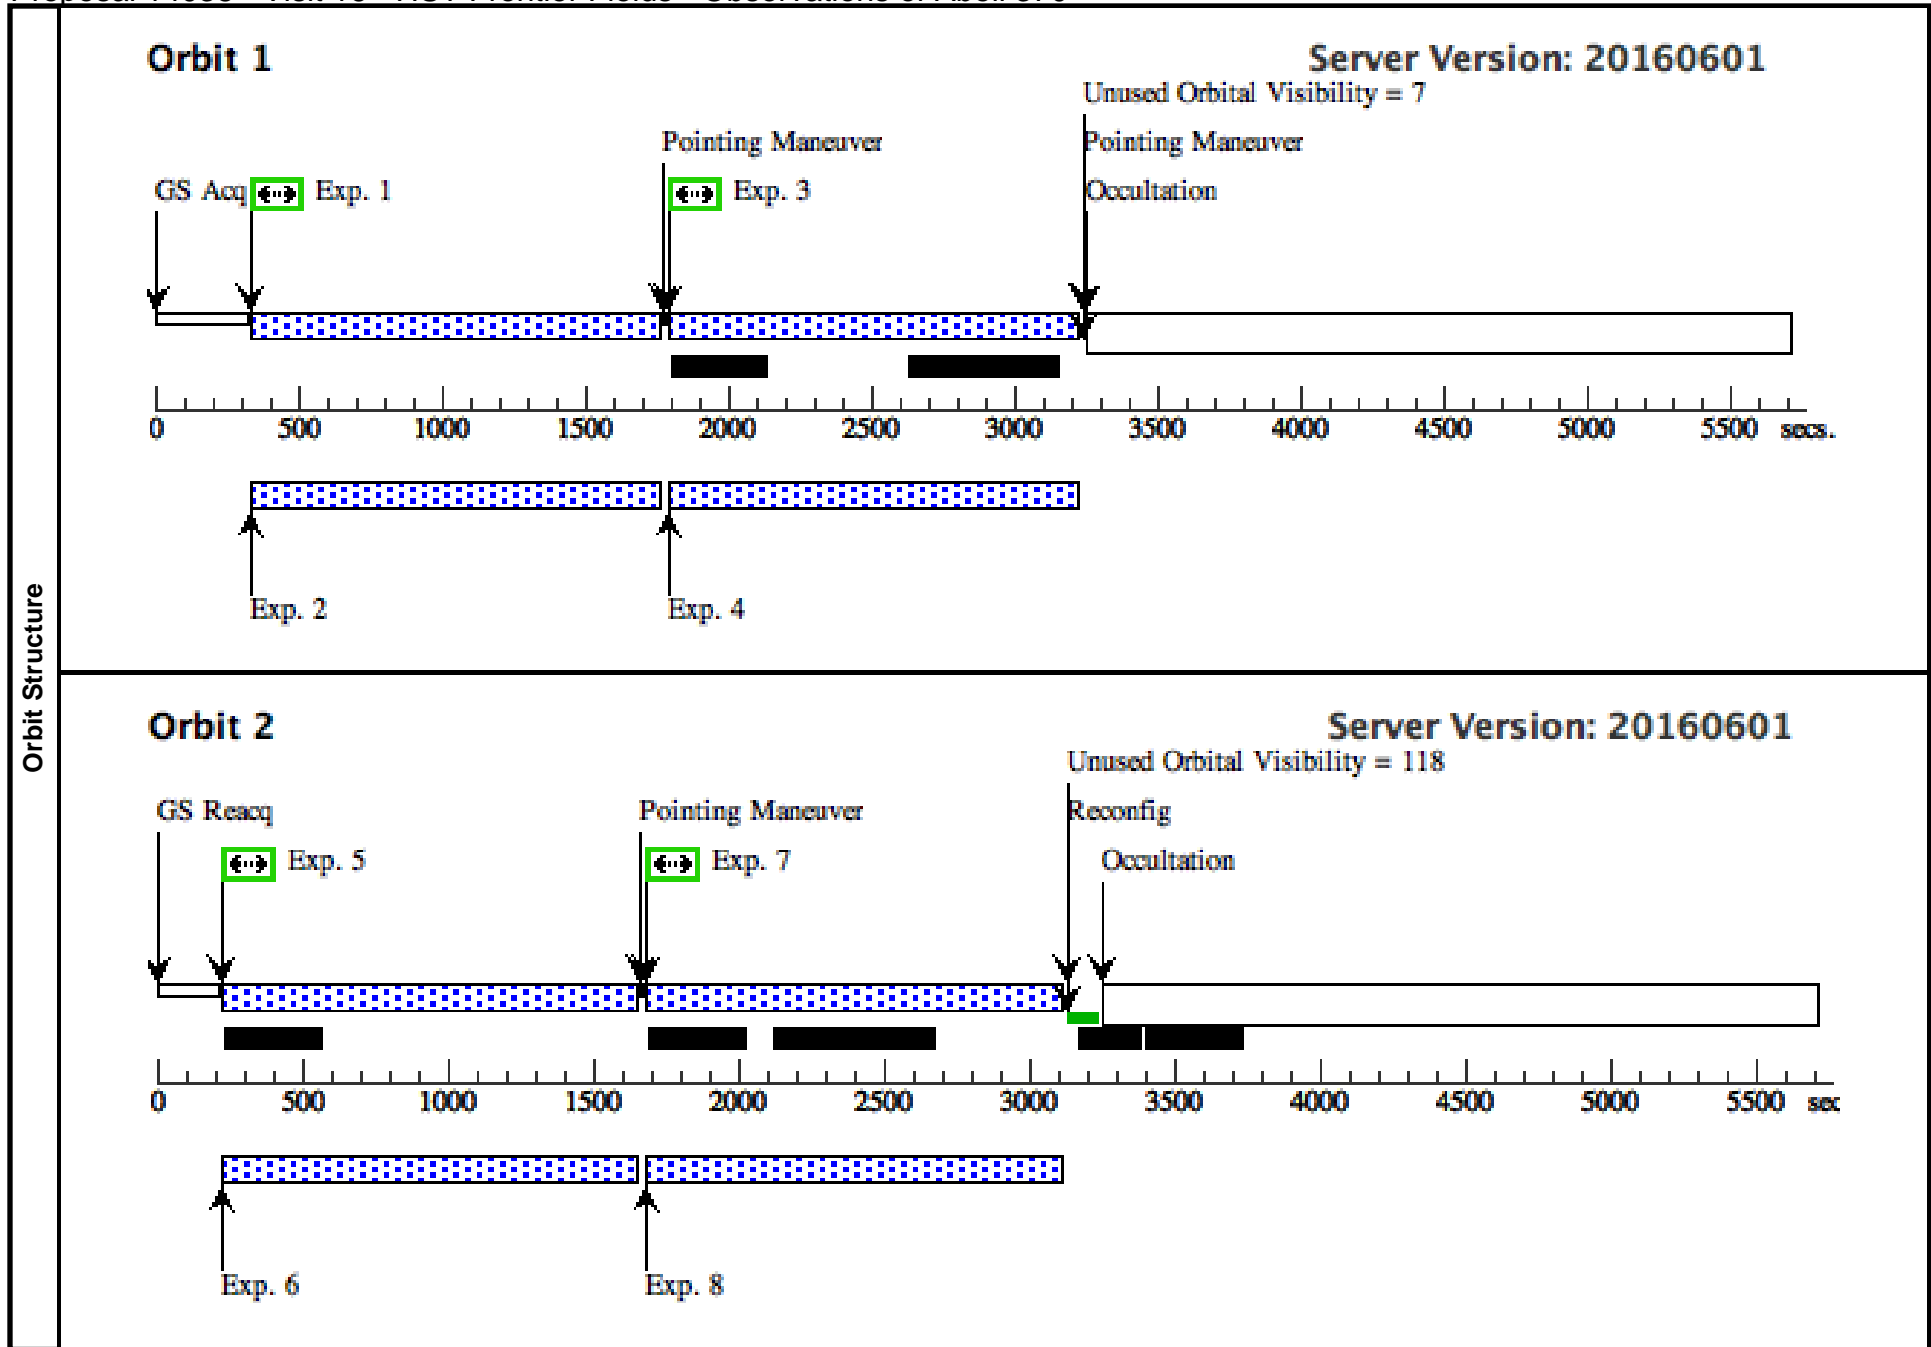 Orbit Structure
Orbit 1
Server Version: 20160601
Unused Orbital Visibility = 7
Pointing Maneuver
Pointing Maneuver
GS Acq
Exp. 1
Exp. 3
Occultation
0 500 1000 1500 2000 2500 3000 3500 4000 4500 5000 5500 secs.
Exp. 2
Exp. 4
Orbit 2
Server Version: 20160601
Unused Orbital Visibility = 118
GS Reacq
Pointing Maneuver
Reconfig
Exp. 5
Exp. 7
Occultation
0 500 1000 1500 2000 2500 3000 3500 4000 4500 5000 5500 sec
Exp. 6
Exp. 8